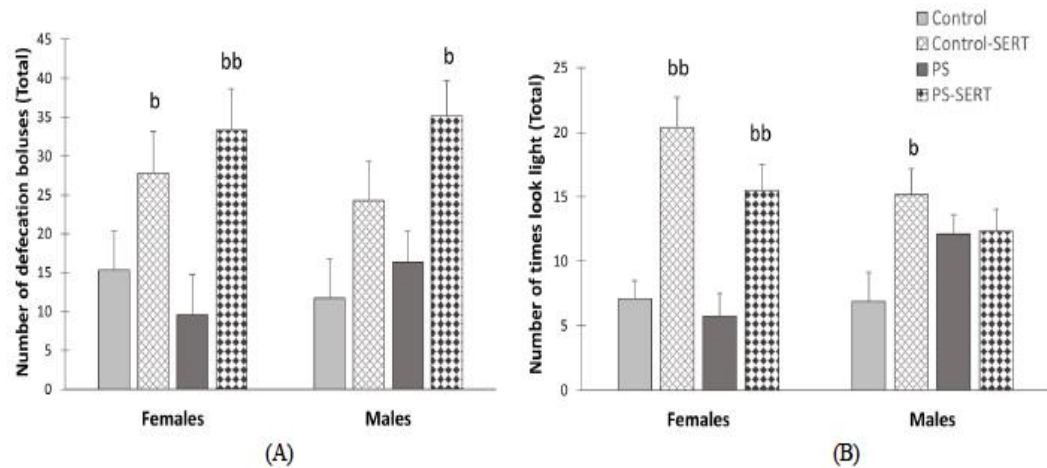 Number of defecation boluses (Total)
45
40
35
30
25
20
15
10
5
0
b
bb
b
Females
Males
(A)
Number of times look light (Total)
25
20
15
10
5
0
bb
bb
b
Females
Males
(B)
Control
Control-SERT
PS
PS-SERT